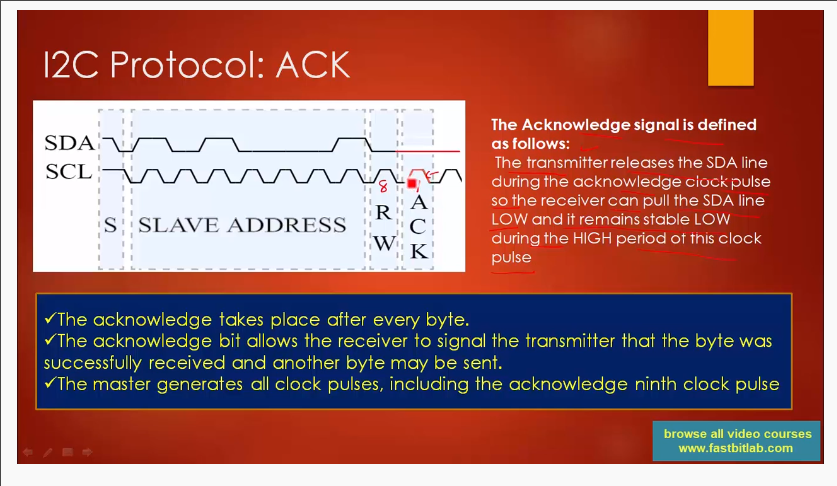 I2C Protocol: ACK
SDA
SCL
8
S
SLAVE ADDRESS
R
W
A
C
K
The Acknowledge signal is defined
as follows:
The transmitter releases the SDA line
during the acknowledge clock pulse
so the receiver can pull the SDA line
LOW and it remains stable LOW
during the HIGH period of this clock
pulse
✓The acknowledge takes place after every byte.
✓The acknowledge bit allows the receiver to signal the transmitter that the byte was
successfully received and another byte may be sent.
✓The master generates all clock pulses, including the acknowledge ninth clock pulse
browse all video courses
www.fastbitlab.com